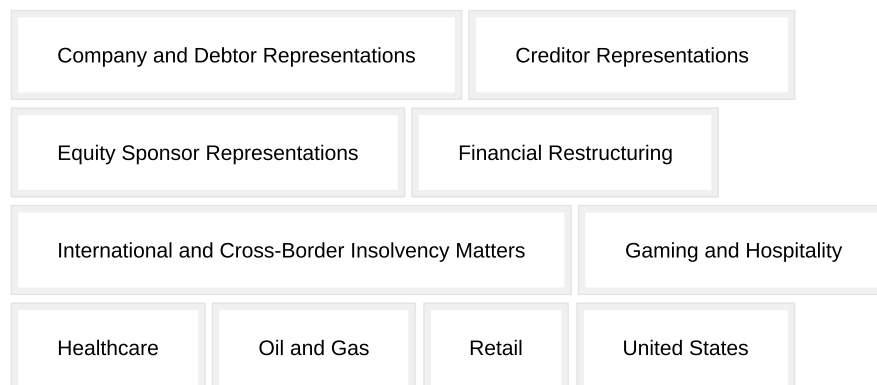 Company and Debtor Representations
Creditor Representations
Equity Sponsor Representations
Financial Restructuring
International and Cross-Border Insolvency Matters
Gaming and Hospitality
Healthcare
Oil and Gas
Retail
United States